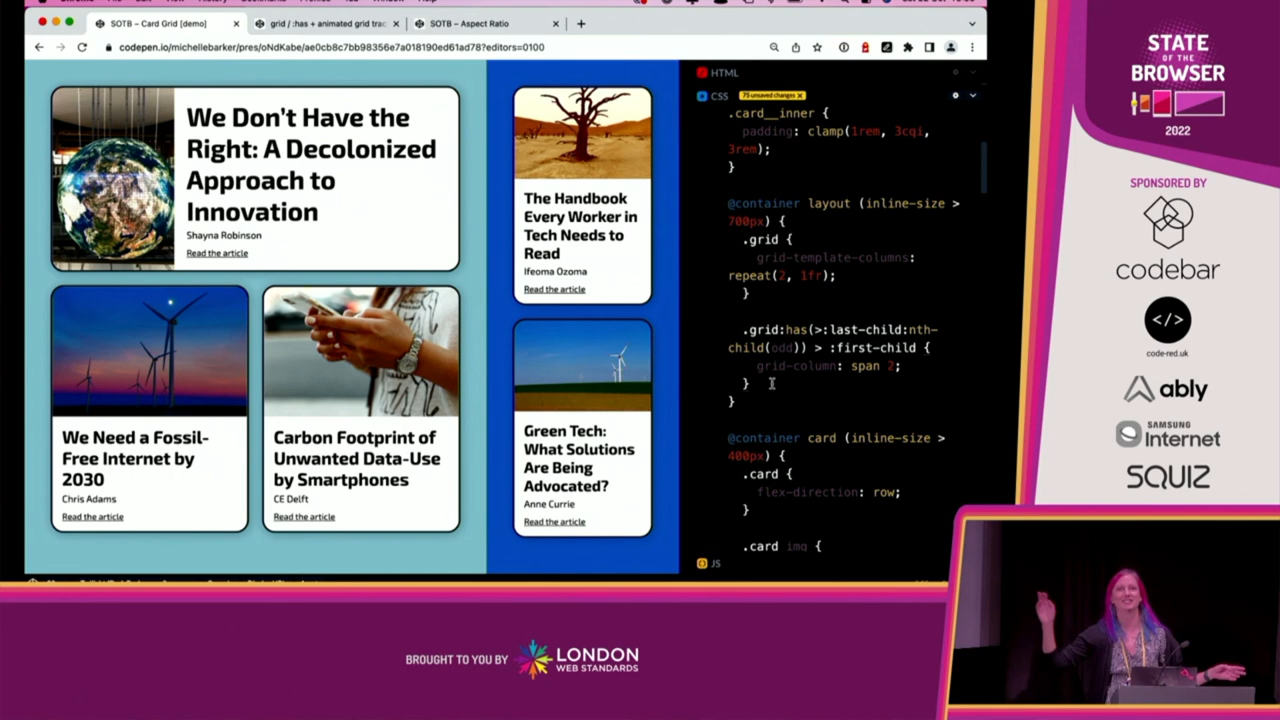 SOTB – Card Grid [demo]
grid / :has + animated grid trac
SOTB – Aspect Ratio
codepen.io/michellebarker/pres/oNdKabe/ae0cb8c7bb98356e7a018190ed61ad78?editors=0100
We Don't Have the
Right: A Decolonized
Approach to
Innovation
Shayna Robinson
Read the article
We Need a Fossil-
Free Internet by
2030
Chris Adams
Read the article
Carbon Footprint of
Unwanted Data-Use
by Smartphones
CE Delft
Read the article
The Handbook
Every Worker in
Tech Needs to
Read
Ifeoma Ozoma
Read the article
Green Tech:
What Solutions
Are Being
Advocated?
Anne Currie
Read the article
HTML
CSS
75 unsaved changes X
.card__inner {
padding: clamp(1rem, 3cqi,
3rem);
}
@container layout (inline-size >
700px) {
.grid {
grid-template-columns:
repeat(2, 1fr);
}
.grid:has(>:last-child:nth-
child(odd)) > :first-child {
grid-column: span 2;
}
}
@container card (inline-size >
400px) {
.card {
flex-direction: row;
}
.card img {
JS
STATE
OF THE
BROWSER
2022
SPONSORED BY
codebar
</>
code-red.uk
ably
SAMSUNG
Internet
SQUIZ
BROUGHT TO YOU BY
LONDON
WEB STANDARDS